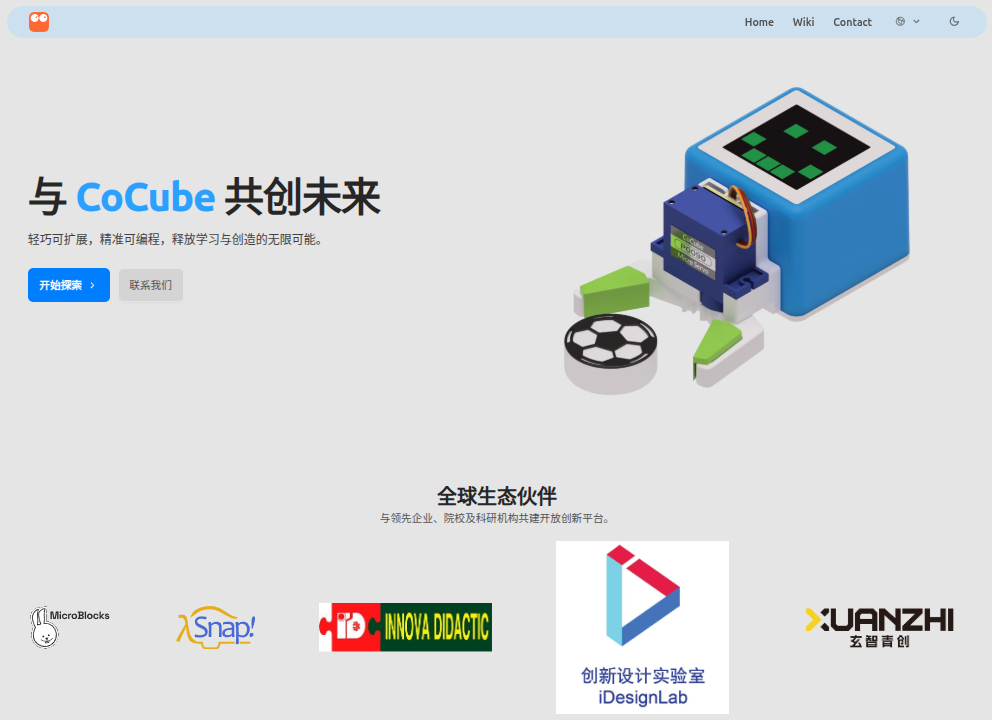 Home Wiki Contact
与 CoCube 共创未来
轻巧可扩展，精准可编程，释放学习与创造的无限可能。
开始探索 联系我们
全球生态伙伴
与领先企业、院校及科研机构共建开放创新平台。
MicroBlocks
λSnap!
iD INNOVA DIDACTIC
创新设计实验室
iDesignLab
XUANZHI
玄智青创